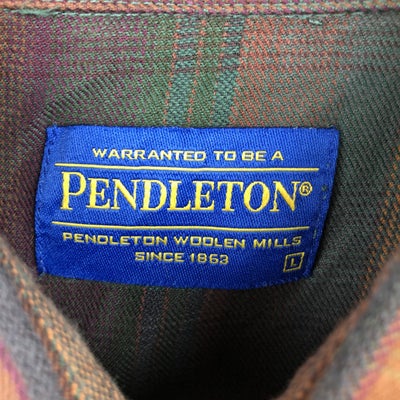 WARRANTED TO BE A
PENDLETON®
PENDLETON WOOLEN MILLS
SINCE 1863
L